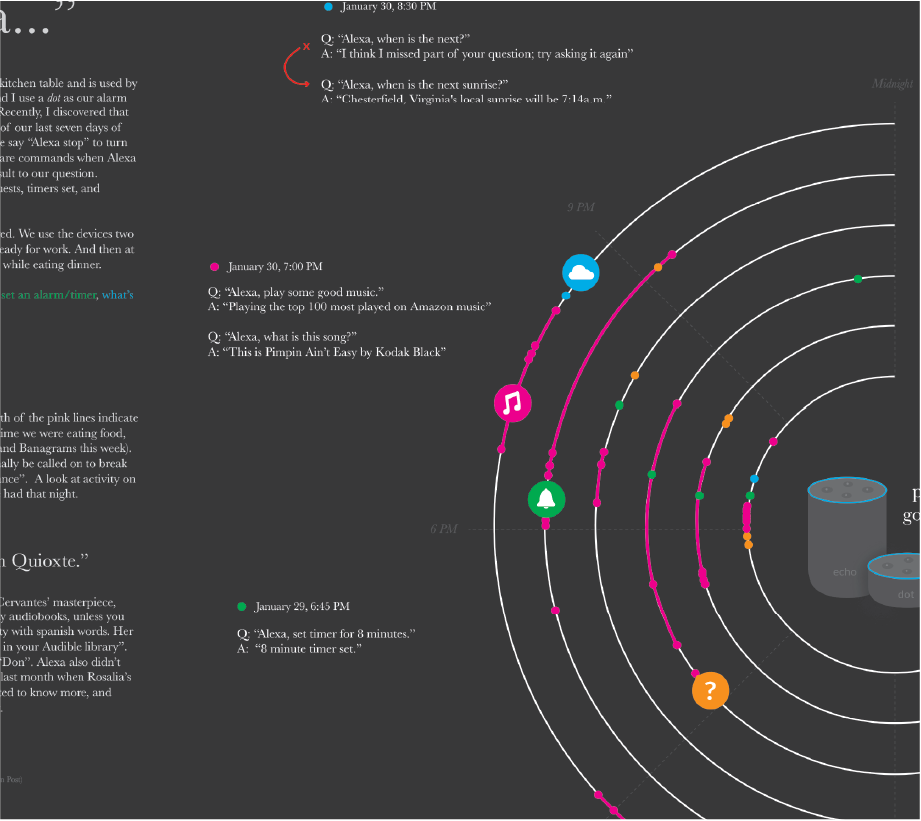 a...”
January 30, 8:30 PM
Q: “Alexa, when is the next?”
A: “I think I missed part of your question; try asking it again”
Q: “Alexa, when is the next sunrise?”
A: “Chesterfield, Virginia's local sunrise will be 7:14a.m.”
kitchen table and is used by
d I use a dot as our alarm
Recently, I discovered that
of our last seven days of
e say “Alexa stop” to turn
are commands when Alexa
sult to our question.
ests, timers set, and
ed. We use the devices two
eady for work. And then at
while eating dinner.
set an alarm/timer, what's
Midnight
9 PM
January 30, 7:00 PM
Q: “Alexa, play some good music.”
A: “Playing the top 100 most played on Amazon music”
Q: “Alexa, what is this song?”
A: “This is Pimpin Ain’t Easy by Kodak Black”
th of the pink lines indicate
ime we were eating food,
and Banagrams this week).
ally be called on to break
ance”. A look at activity on
had that night.
6 PM
p
go
echo
dot
?
n Quioxte.”
Cervantes’ masterpiece,
y audiobooks, unless you
ty with spanish words. Her
in your Audible library”.
“Don”. Alexa also didn’t
last month when Rosalia’s
ted to know more, and
.
January 29, 6:45 PM
Q: “Alexa, set timer for 8 minutes.”
A: “8 minute timer set.”
n Post)